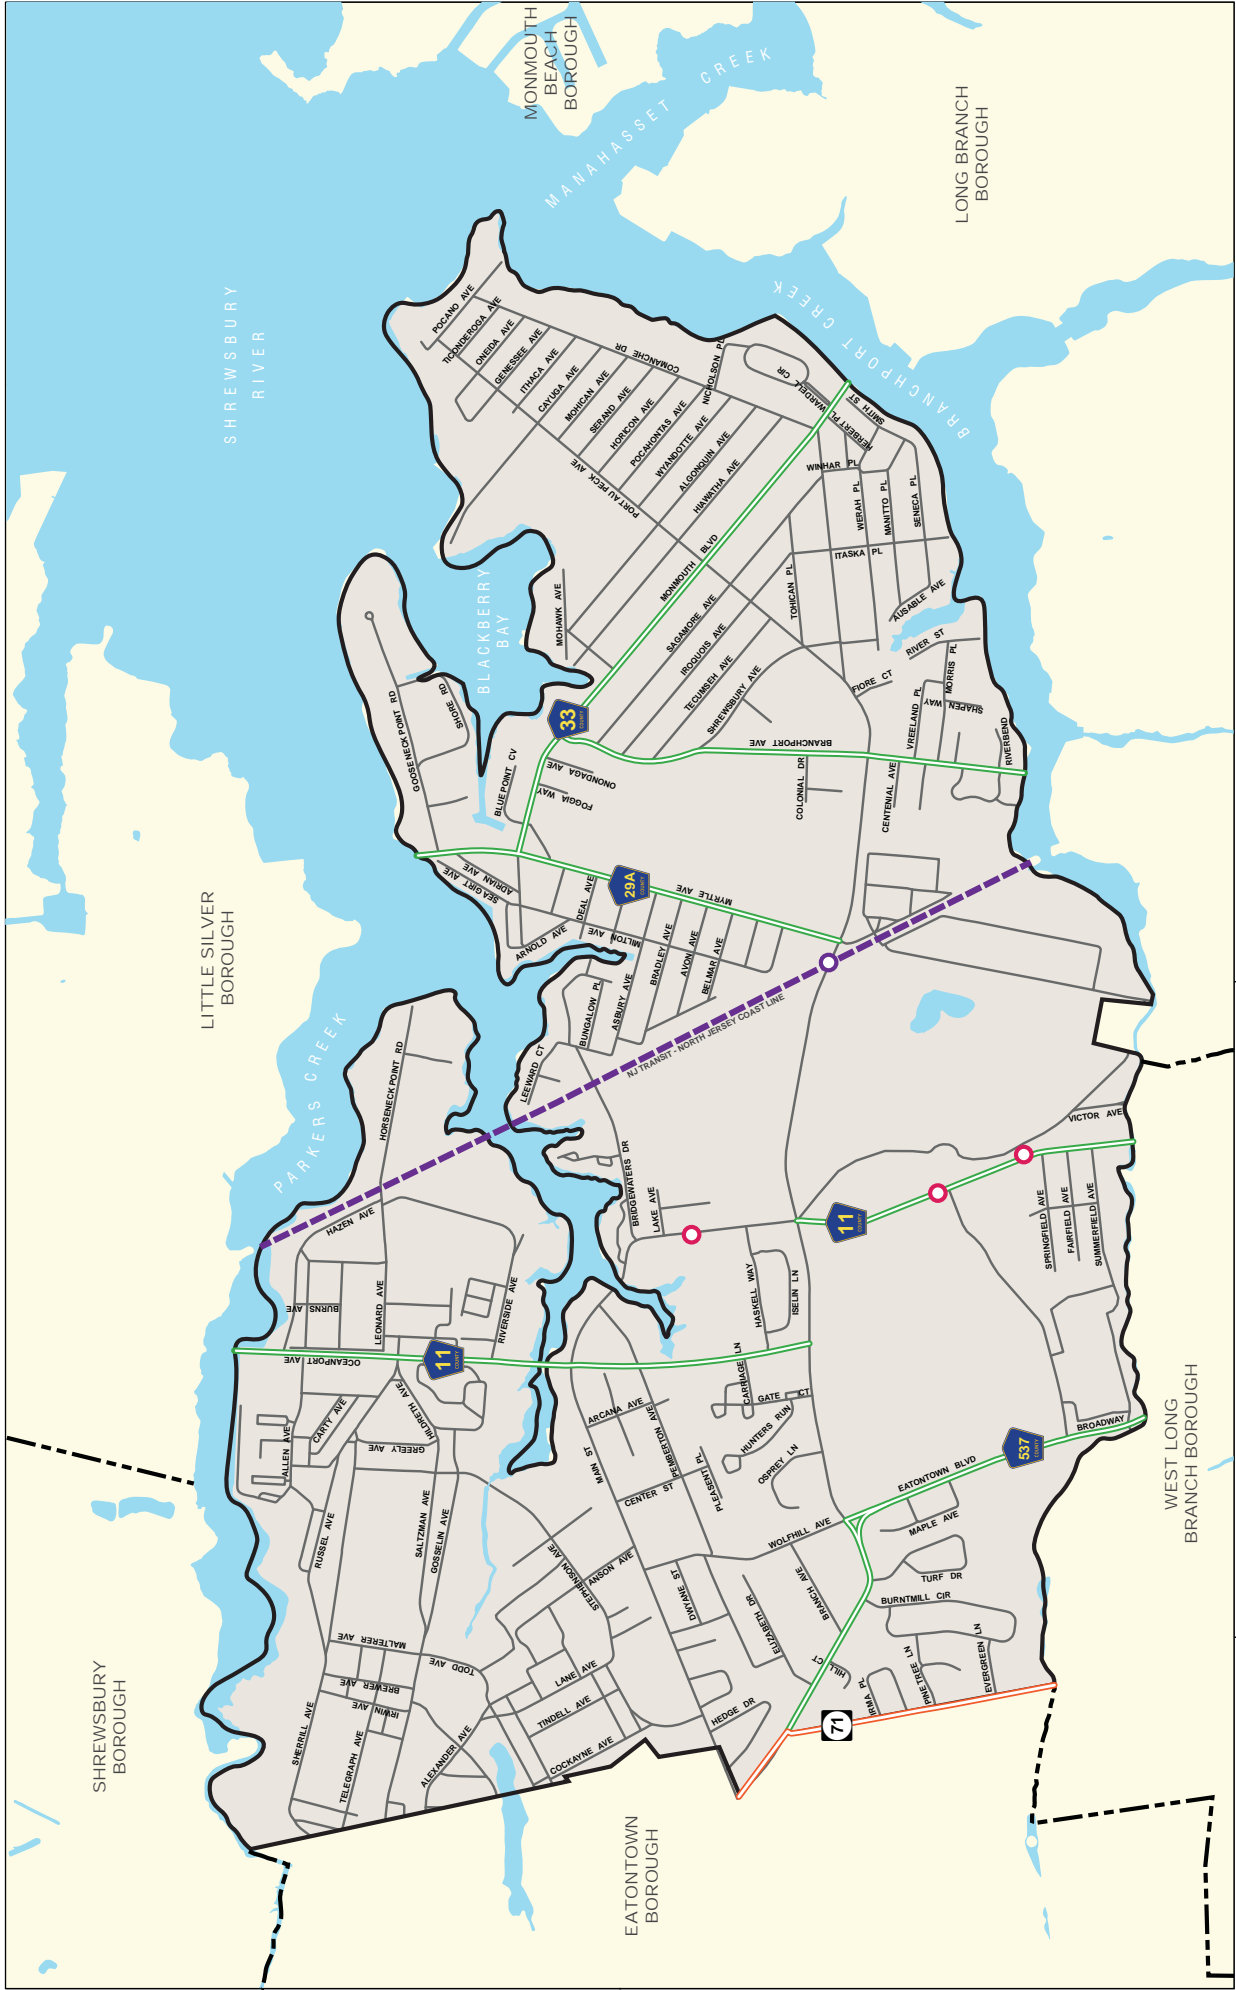 SHREWSBURY
BOROUGH
LITTLE SILVER
BOROUGH
SHREWSBURY
RIVER
MONMOUTH
BEACH
BOROUGH
LONG BRANCH
BOROUGH
WEST LONG
BRANCH BOROUGH
EATONTOWN
BOROUGH
PARKERS CREEK
BLACKBERRY
BAY
MANAHASSET CREEK
BRANCHPORT CREEK
NJ TRANSIT - NORTH JERSEY COAST LINE
11
COUNTY
11
COUNTY
29A
COUNTY
33
COUNTY
537
COUNTY
71
POCANO AVE
TICONDEROGA AVE
ONEIDA AVE
GENESSEE AVE
ITHACA AVE
CAYUGA AVE
MOHICAN AVE
SERAND AVE
HORICON AVE
POCAHONTAS AVE
WYANDOTTE AVE
ALGONQUIN AVE
HIAWATHA AVE
COMANCHE DR
NICHOLSON PL
WARDELL CIR
HERBERT PL
SMITH ST
WINHAR PL
WERAH PL
MANITTO PL
SENECA PL
ITASKA PL
TOHICAN PL
AUSABLE AVE
RIVER ST
MORRIS PL
SHAPEN WAY
VREELAND PL
FIORE CT
RIVERBEND
CENTENIAL AVE
COLONIAL DR
BRANCHPORT AVE
PORT AU PECK AVE
MONMOUTH BLVD
SAGAMORE AVE
IROQUOIS AVE
TECUMSEH AVE
SHREWSBURY AVE
MOHAWK AVE
ONONDAGA AVE
FOGGIA WAY
BLUEPOINT CV
SHORE RD
GOOSENECK POINT RD
SEAGIRT AVE
ADRIAN AVE
ARNOLD AVE
DEAL AVE
MILTON AVE
MYRTLE AVE
BRADLEY AVE
AVON AVE
BELMAR AVE
ASBURY AVE
BUNGALOW PL
LEEWARD CT
HORSENECK POINT RD
HAZEN AVE
BRIDGEWATERS DR
LAKE AVE
VICTOR AVE
SPRINGFIELD AVE
FAIRFIELD AVE
SUMMERFIELD AVE
HASKELL WAY
ISELIN LN
CARRIAGE LN
GATE CT
HUNTERS RUN
OSPREY LN
BURNS AVE
LEONARD AVE
RIVERSIDE AVE
OCEANPORT AVE
HILDRETH AVE
CARTY AVE
GREELY AVE
ALLEN AVE
RUSSEL AVE
SALTZMAN AVE
GOSSELIN AVE
MAIN ST
ARCANA AVE
PEMBERTON AVE
PLEASENT PL
CENTER ST
WOLFHILL AVE
EATONTOWN BLVD
BROADWAY
MAPLE AVE
TURF DR
BURNTMILL CIR
EVERGREEN LN
PINE TREE LN
IRMA PL
HILL CT
BRANCH AVE
ELIZABETH DR
DWYANE ST
HEDGE DR
STEPHENSON AVE
ANSON AVE
LANE AVE
TINDELL AVE
COCKAYNE AVE
ALEXANDER AVE
TODD AVE
MALTERER AVE
BREWER AVE
IRWIN AVE
SHERRILL AVE
TELEGRAPH AVE